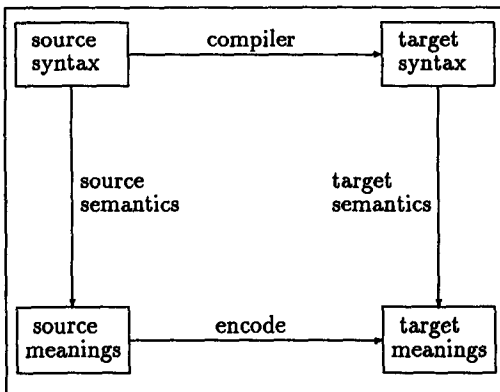 source
syntax
compiler
target
syntax
source
semantics
target
semantics
source
meanings
encode
target
meanings